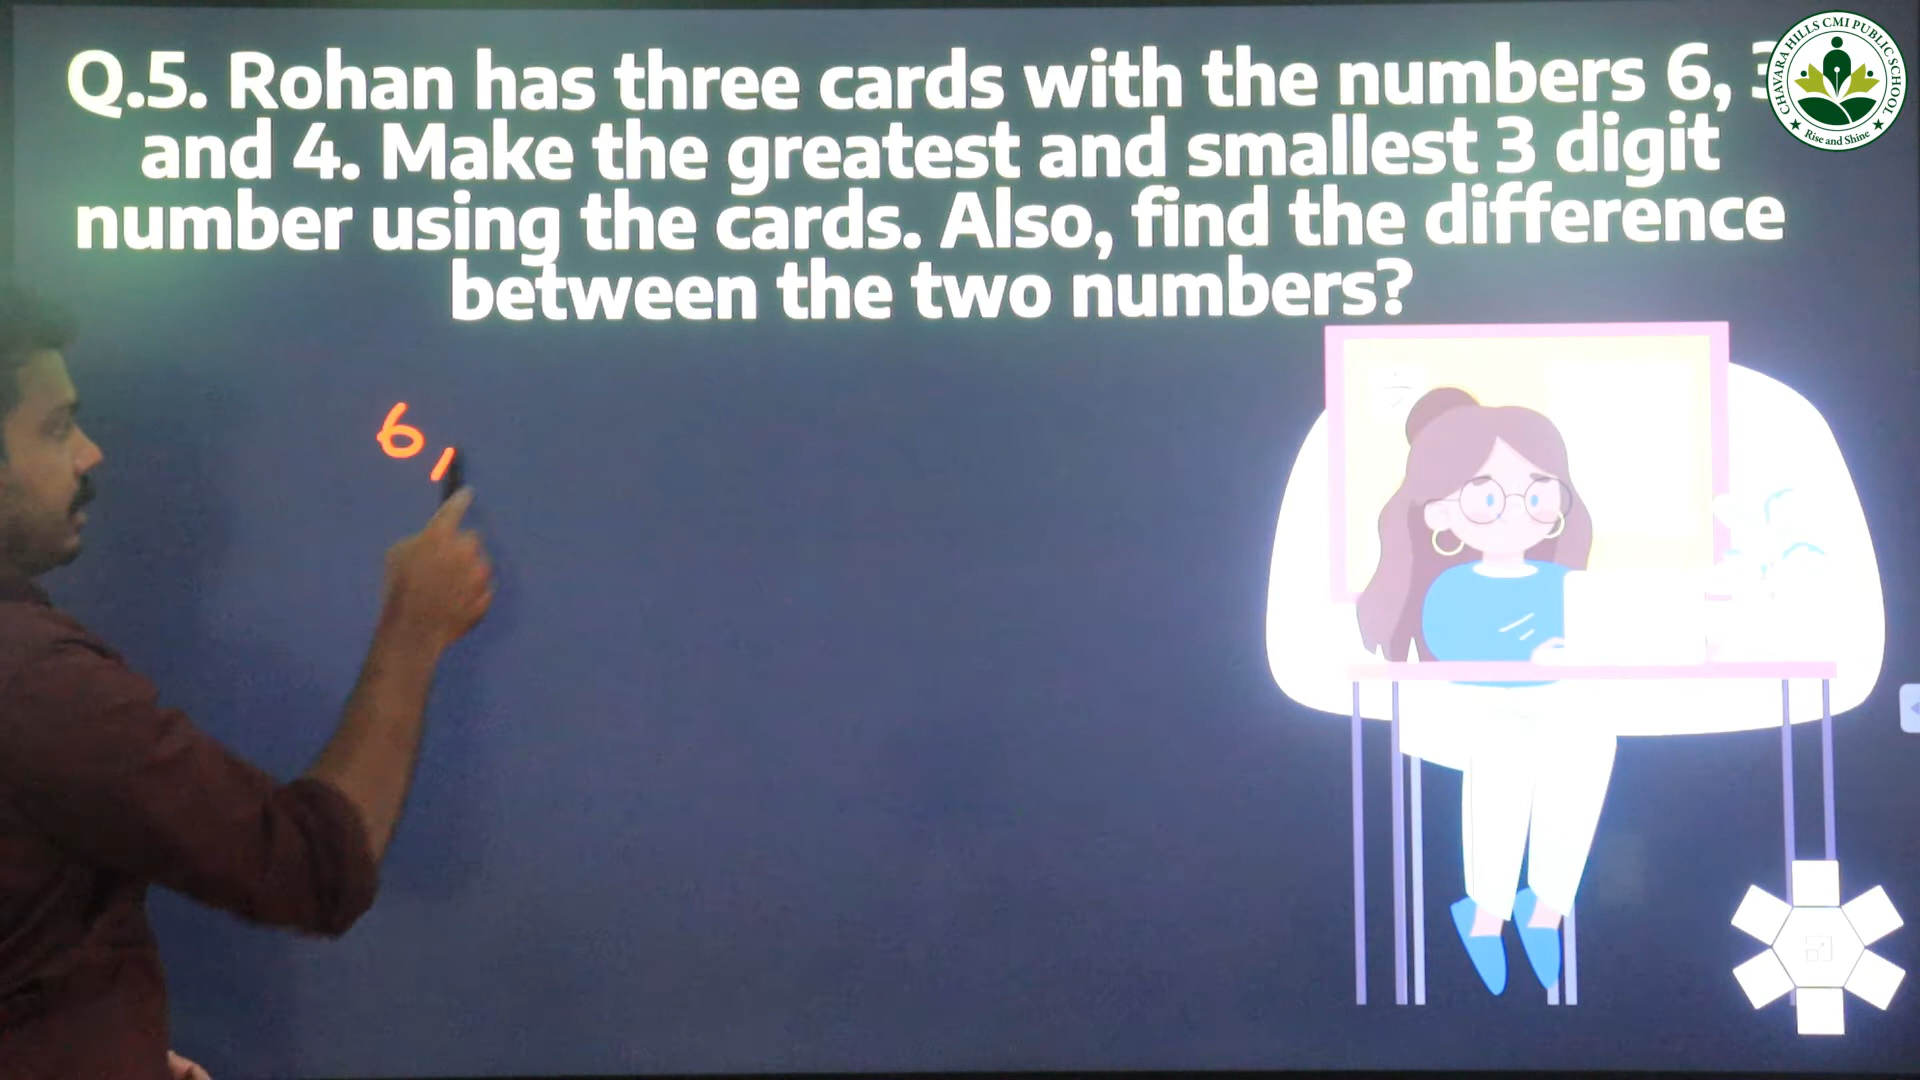 Q.5. Rohan has three cards with the numbers 6, 3
and 4. Make the greatest and smallest 3 digit
number using the cards. Also, find the difference
between the two numbers?
6,
CHAVARA HILLS CMI PUBLIC SCHOOL
Rise and Shine